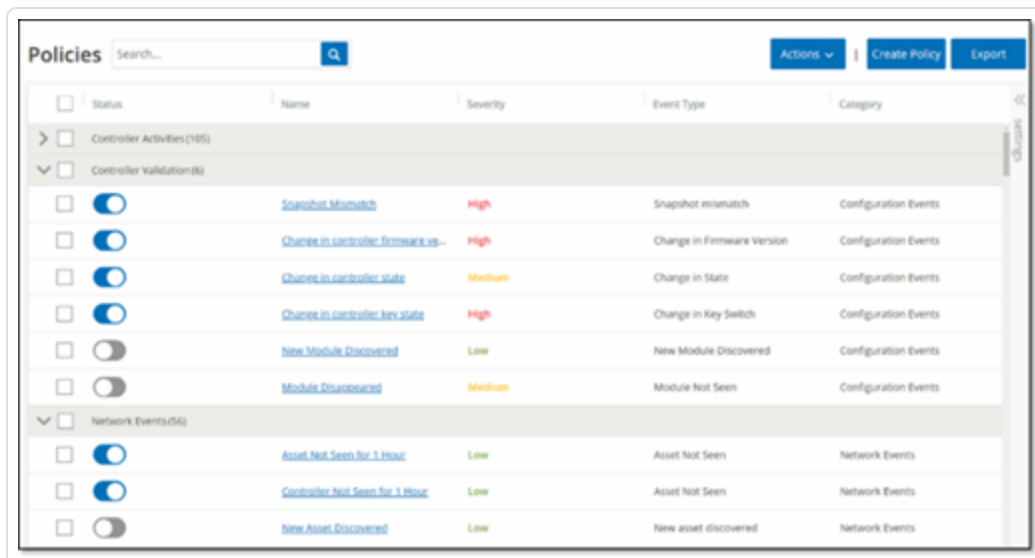 Policies Search... Actions | Create Policy Export
Status Name Severity Event Type Category
Controller Activities (105)
settings
Controller Validation (6)
Snapshot Mismatch High Snapshot mismatch Configuration Events
Change in controller firmware ve... High Change in Firmware Version Configuration Events
Change in controller state Medium Change in State Configuration Events
Change in controller key state High Change in Key Switch Configuration Events
New Module Discovered Low New Module Discovered Configuration Events
Module Disappeared Medium Module Not Seen Configuration Events
Network Events (56)
Asset Not Seen for 1 Hour Low Asset Not Seen Network Events
Controller Not Seen for 1 Hour Low Asset Not Seen Network Events
New Asset Discovered Low New asset discovered Network Events